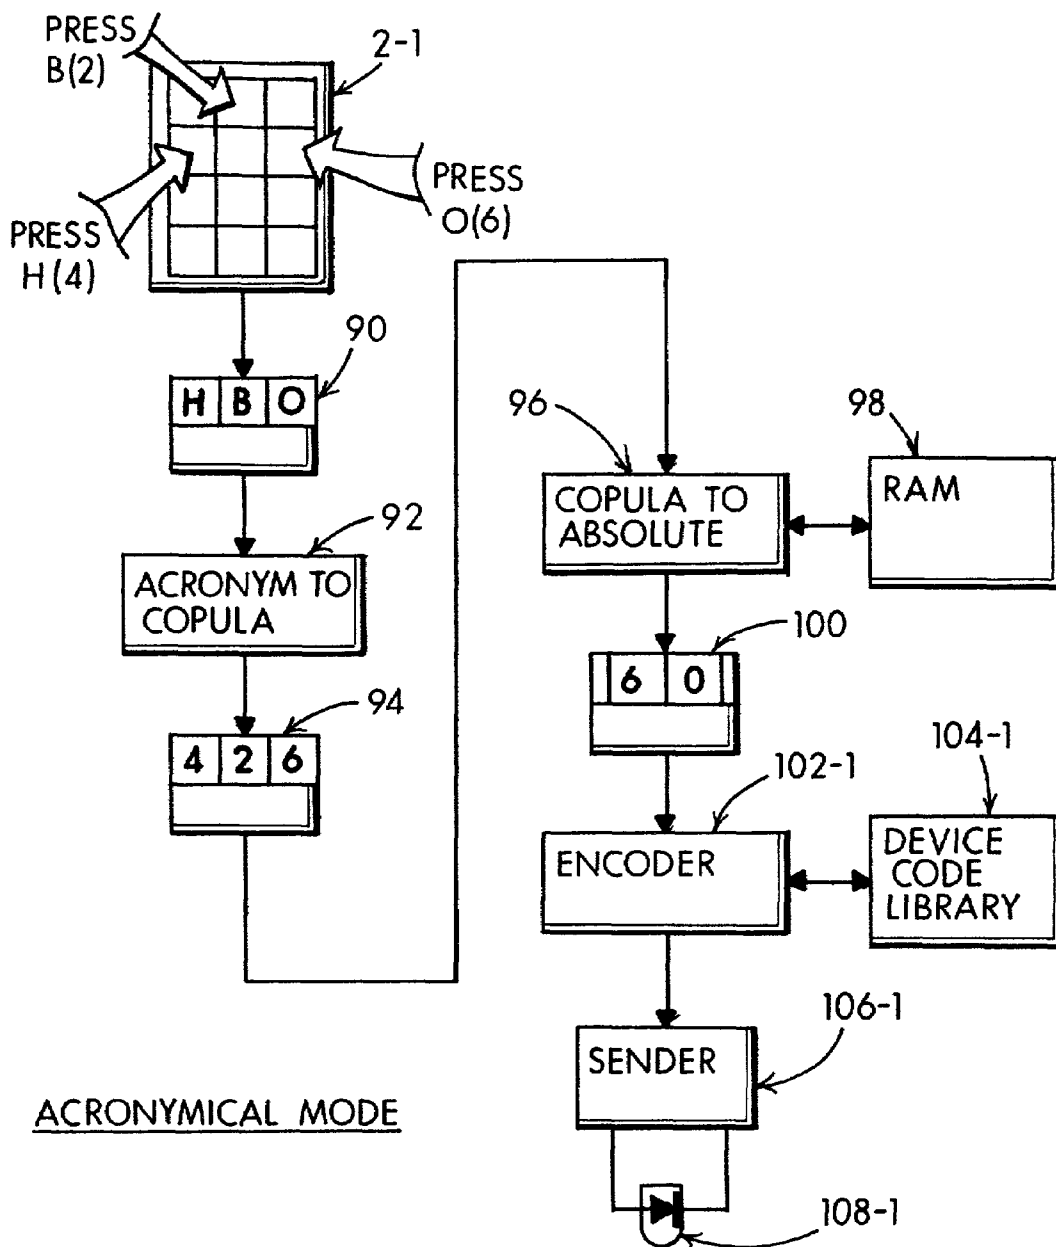 PRESS
B(2)
2-1
PRESS
O(6)
PRESS
H(4)
90
H B O
92
ACRONYM TO
COPULA
94
4 2 6
96
COPULA TO
ABSOLUTE
98
RAM
100
6 0
102-1
ENCODER
104-1
DEVICE
CODE
LIBRARY
106-1
SENDER
108-1
ACRONYMICAL MODE